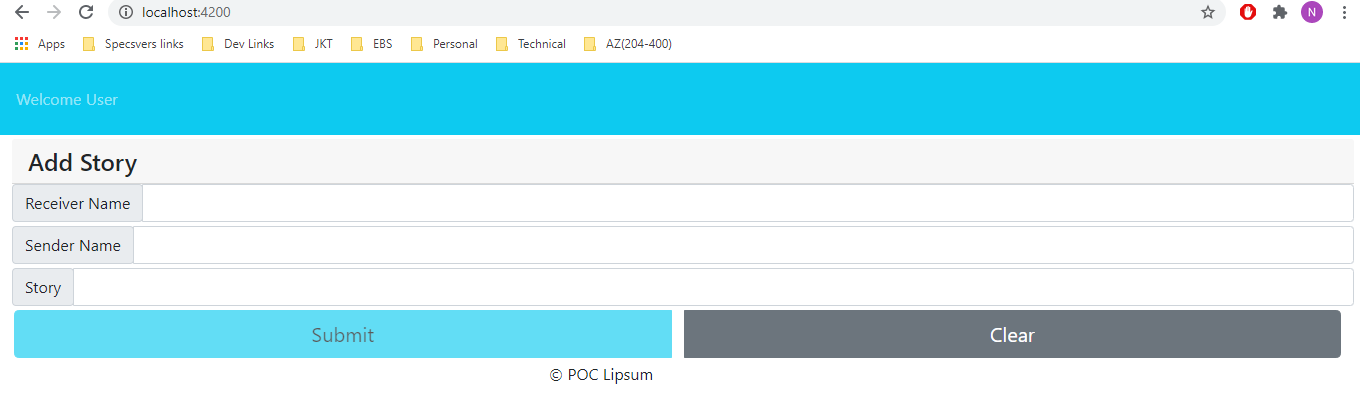 localhost:4200
N
Apps Specsvers links Dev Links JKT EBS Personal Technical AZ(204-400)
Welcome User
Add Story
Receiver Name
Sender Name
Story
Submit Clear
© POC Lipsum